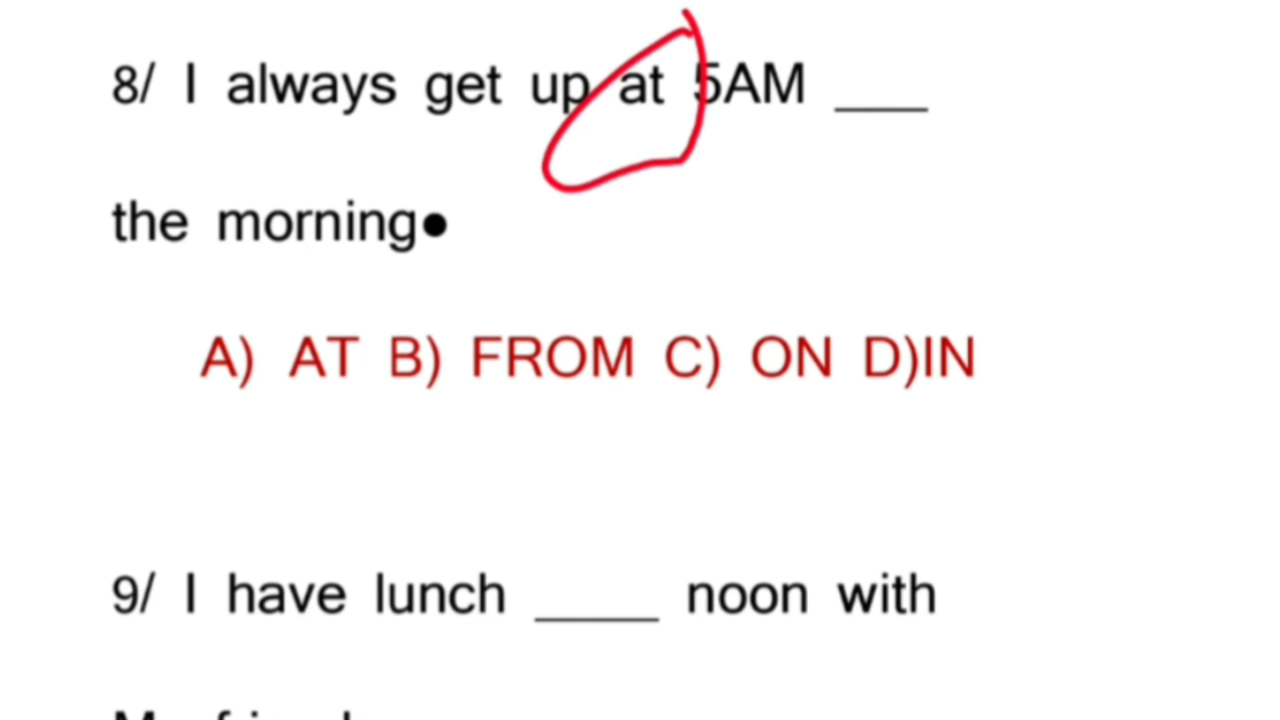 8/ I always get up at 5AM ___
the morning●
A) AT B) FROM C) ON D)IN
9/ I have lunch ____ noon with